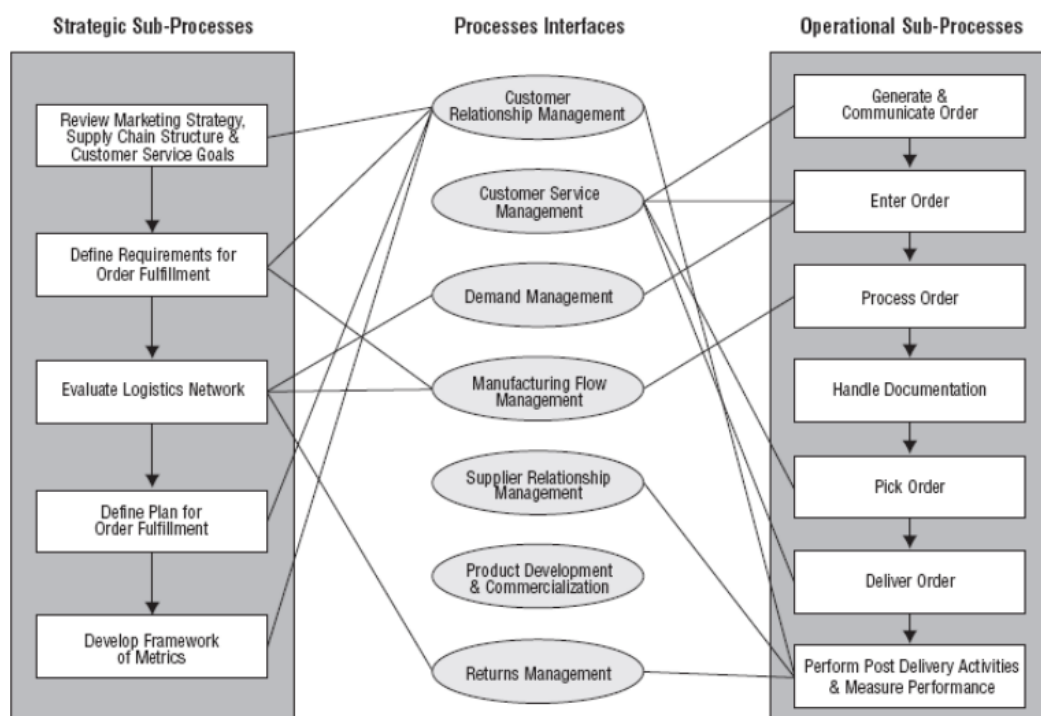 Strategic Sub-Processes
Processes Interfaces
Operational Sub-Processes
Review Marketing Strategy,
Supply Chain Structure &
Customer Service Goals
Define Requirements for
Order Fulfillment
Evaluate Logistics Network
Define Plan for
Order Fulfillment
Develop Framework
of Metrics
Customer
Relationship Management
Customer Service
Management
Demand Management
Manufacturing Flow
Management
Supplier Relationship
Management
Product Development
& Commercialization
Returns Management
Generate &
Communicate Order
Enter Order
Process Order
Handle Documentation
Pick Order
Deliver Order
Perform Post Delivery Activities
& Measure Performance